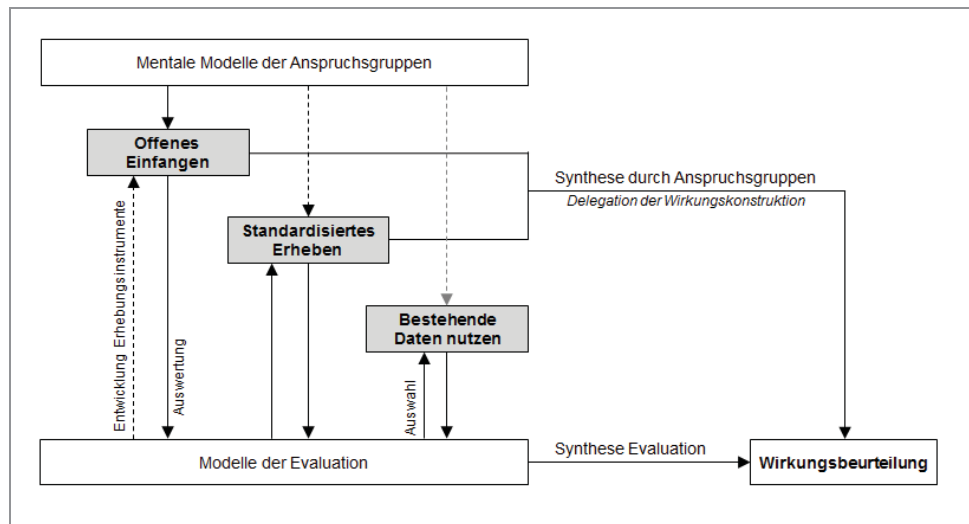 Mentale Modelle der Anspruchsgruppen
Offenes
Einfangen
Synthese durch Anspruchsgruppen
Delegation der Wirkungskonstruktion
Standardisiertes
Erheben
Bestehende
Daten nutzen
Entwicklung Erhebungsinstrumente
Auswertung
Auswahl
Modelle der Evaluation
Synthese Evaluation
Wirkungsbeurteilung